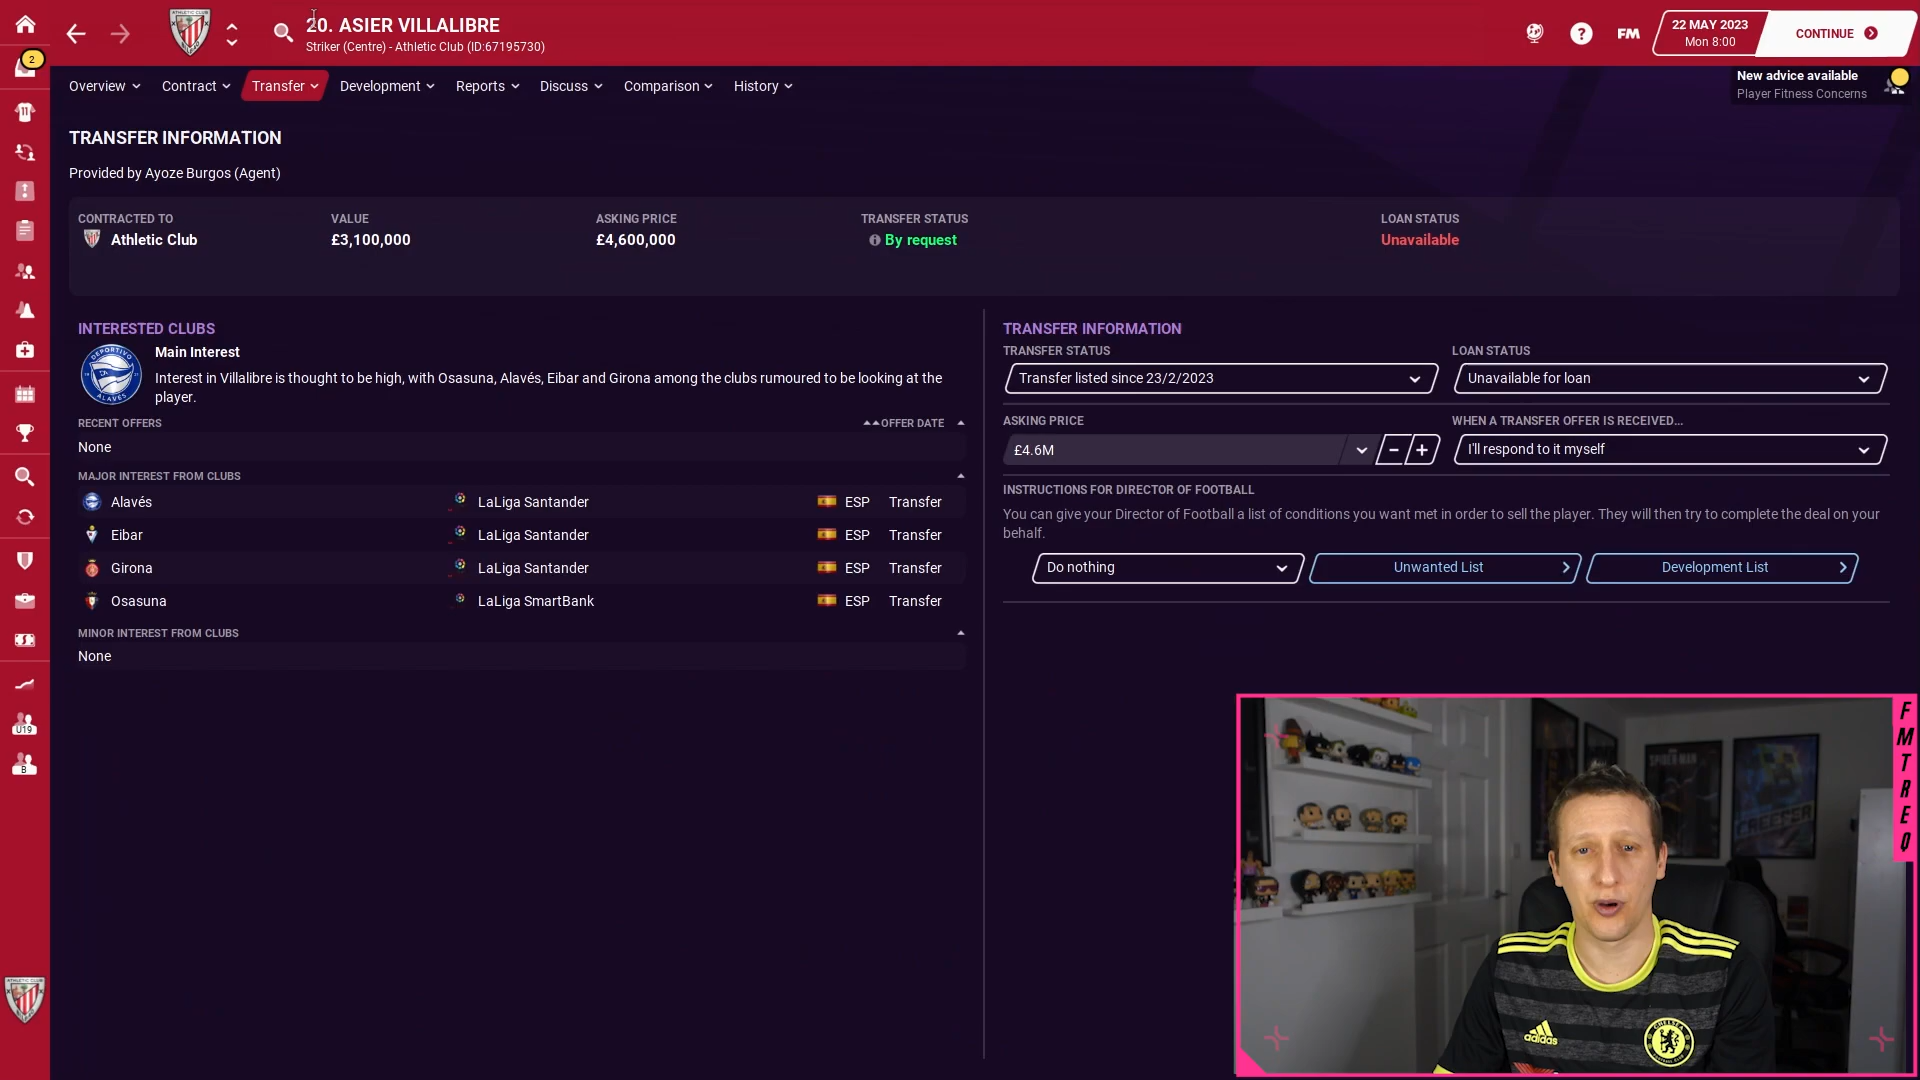 20. ASIER VILLALIBRE
Striker (Centre) - Athletic Club (ID:67195730)
FM
22 MAY 2023
Mon 8:00
CONTINUE
2
Overview
Contract
Transfer
Development
Reports
Discuss
Comparison
History
New advice available
Player Fitness Concerns
TRANSFER INFORMATION
Provided by Ayoze Burgos (Agent)
CONTRACTED TO
Athletic Club
VALUE
£3,100,000
ASKING PRICE
£4,600,000
TRANSFER STATUS
By request
LOAN STATUS
Unavailable
INTERESTED CLUBS
Main Interest
Interest in Villalibre is thought to be high, with Osasuna, Alavés, Eibar and Girona among the clubs rumoured to be looking at the
player.
RECENT OFFERS
OFFER DATE
None
MAJOR INTEREST FROM CLUBS
Alavés LaLiga Santander ESP Transfer
Eibar LaLiga Santander ESP Transfer
Girona LaLiga Santander ESP Transfer
Osasuna LaLiga SmartBank ESP Transfer
MINOR INTEREST FROM CLUBS
None
TRANSFER INFORMATION
TRANSFER STATUS
Transfer listed since 23/2/2023
LOAN STATUS
Unavailable for loan
ASKING PRICE
£4.6M
WHEN A TRANSFER OFFER IS RECEIVED...
I'll respond to it myself
INSTRUCTIONS FOR DIRECTOR OF FOOTBALL
You can give your Director of Football a list of conditions you want met in order to sell the player. They will then try to complete the deal on your
behalf.
Do nothing
Unwanted List
Development List
11
U19
B
DEPORTIVO
ALAVÉS
FMTREQ
SPIDER-MAN
adidas
CHELSEA